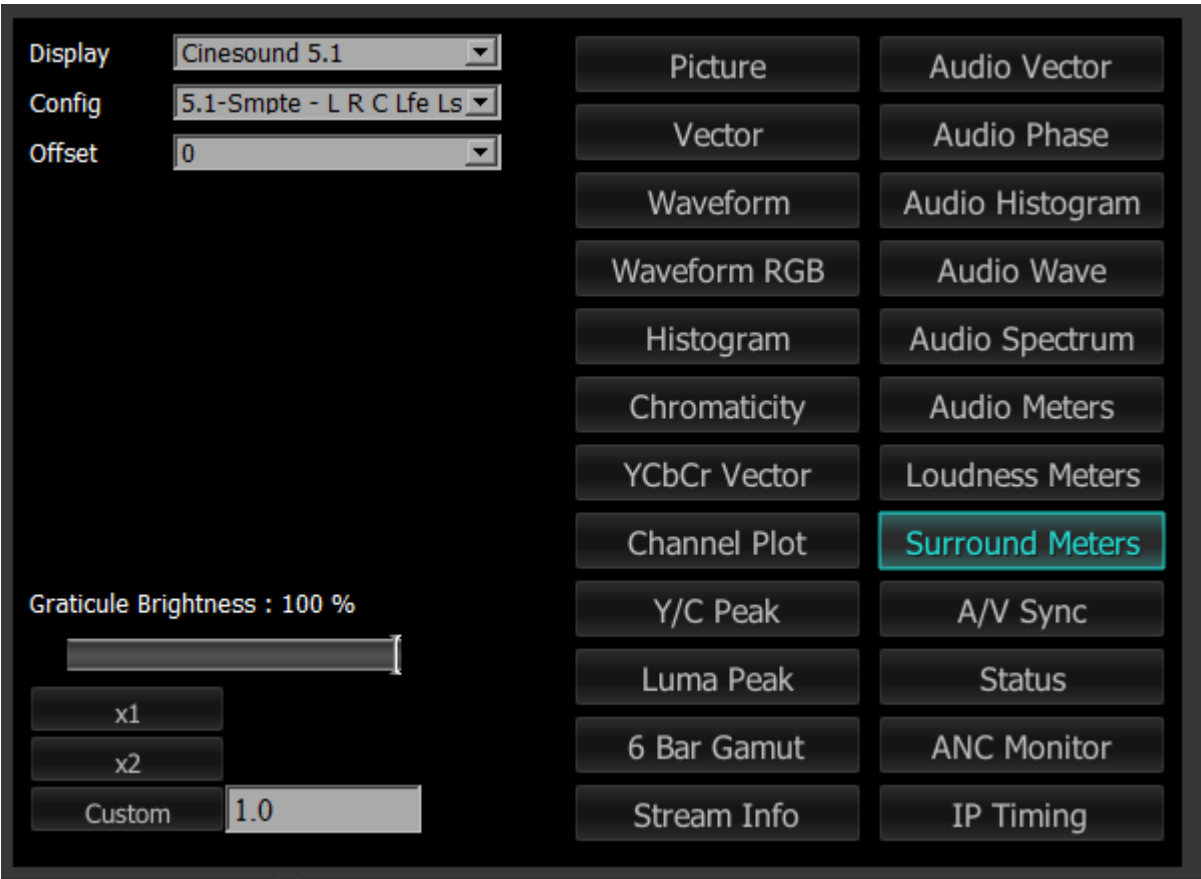 Display Cinesound 5.1
Config 5.1-Smpte - L R C Lfe Ls
Offset 0
Graticule Brightness : 100 %
x1
x2
Custom 1.0
Picture
Vector
Waveform
Waveform RGB
Histogram
Chromaticity
YCbCr Vector
Channel Plot
Y/C Peak
Luma Peak
6 Bar Gamut
Stream Info
Audio Vector
Audio Phase
Audio Histogram
Audio Wave
Audio Spectrum
Audio Meters
Loudness Meters
Surround Meters
A/V Sync
Status
ANC Monitor
IP Timing